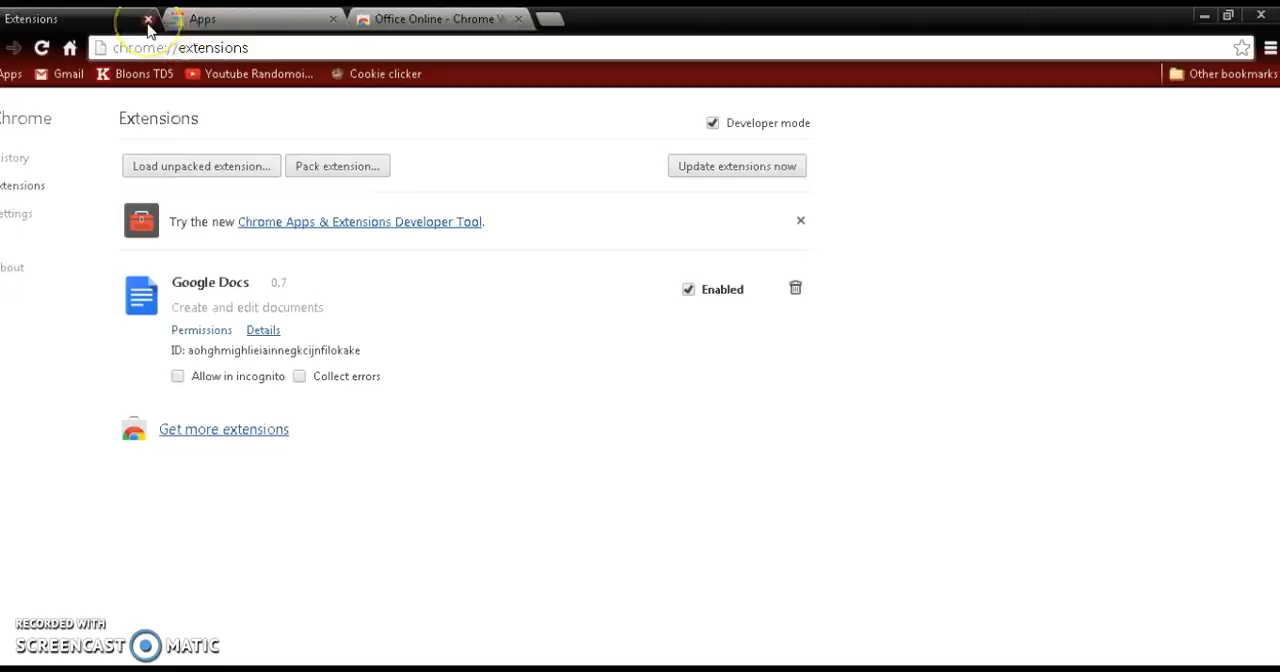 Extensions
Apps
Office Online - Chrome W
chrome://extensions
Apps
Gmail
Bloons TD5
Youtube Randomoi...
Cookie clicker
Other bookmarks
Chrome
istory
xtensions
ettings
bout
Extensions
Developer mode
Load unpacked extension...
Pack extension...
Update extensions now
Try the new Chrome Apps & Extensions Developer Tool.
Google Docs 0.7
Create and edit documents
Permissions Details
ID: aohghmighlieiainnegkcijnfilokake
Allow in incognito
Collect errors
Enabled
Get more extensions
RECORDED WITH
SCREENCAST MATIC